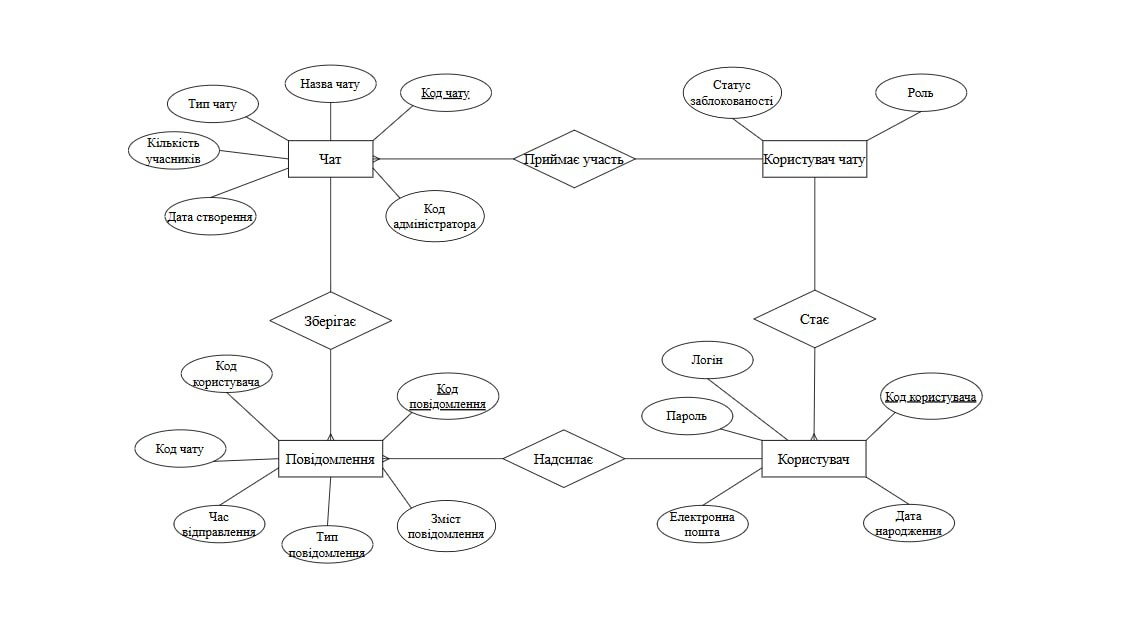 Назва чату
Тип чату
Код чату
Кількість
учасників
Чат
Дата створення
Код
адміністратора
Приймає участь
Статус
заблокованості
Роль
Користувач чату
Зберігає
Стає
Код
користувача
Код
повідомлення
Код чату
Повідомлення
Час
відправлення
Тип
повідомлення
Зміст
повідомлення
Надсилає
Логін
Пароль
Код користувача
Користувач
Електронна
пошта
Дата
народження